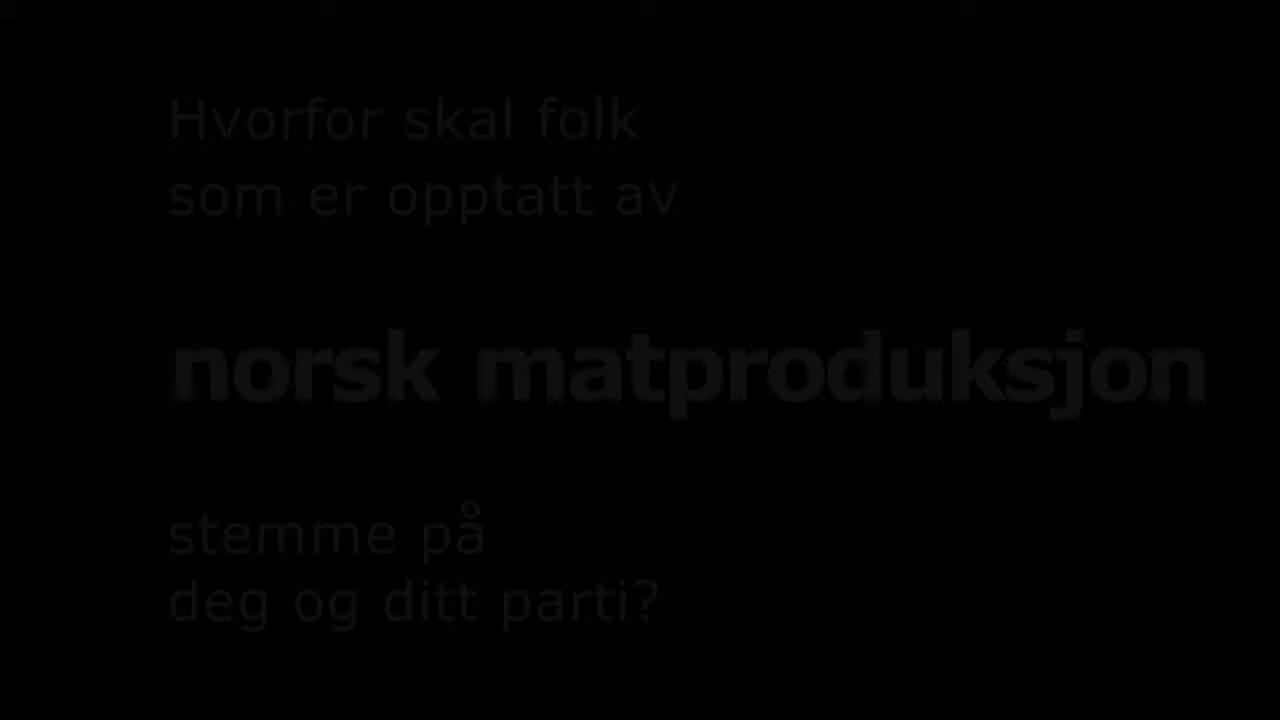 Hvorfor skal folk
som er opptatt av
norsk matproduksjon
stemme på
deg og ditt parti?